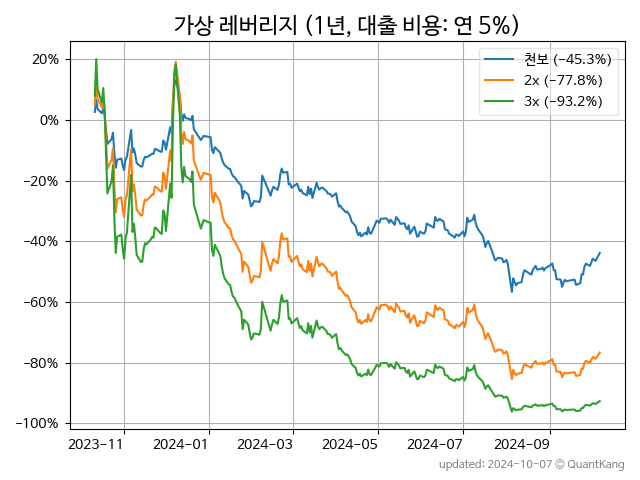 가상 레버리지 (1년, 대출 비용: 연 5%)
천보 (−45.3%)
2x (−77.8%)
3x (−93.2%)
20%
0%
−20%
−40%
−60%
−80%
−100%
2023-11 2024-01 2024-03 2024-05 2024-07 2024-09
updated: 2024-10-07 © QuantKang